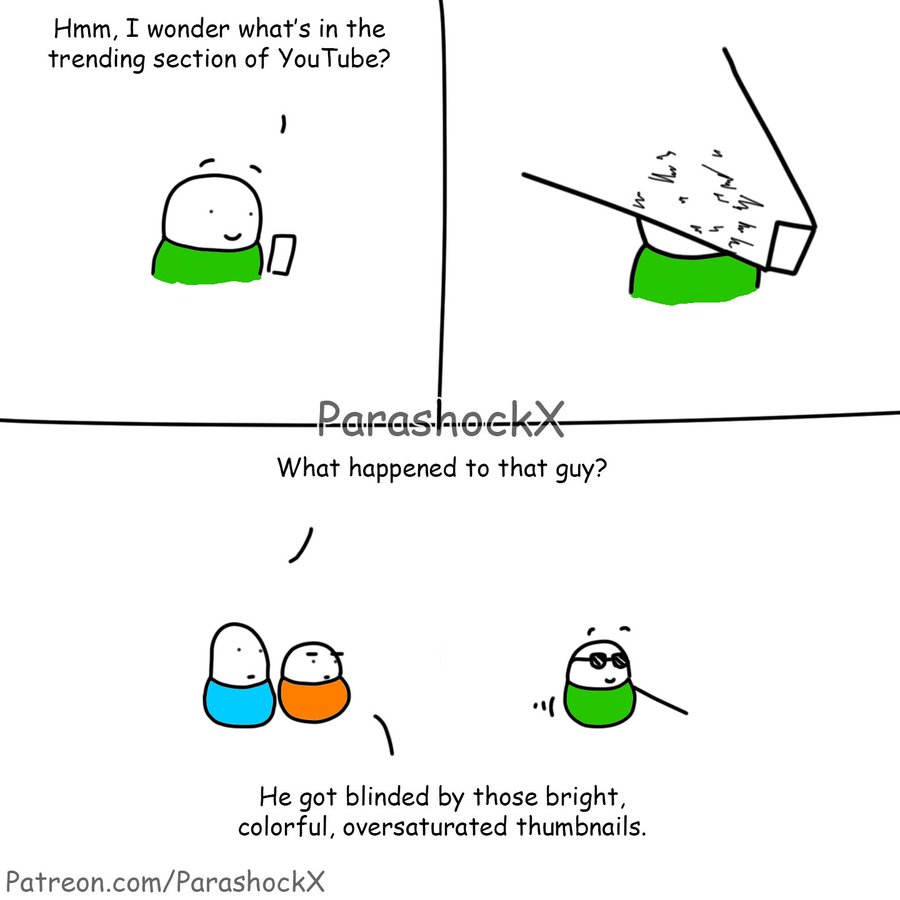 Hmm, I wonder what's in the
trending section of YouTube?
ParashockX
What happened to that guy?
He got blinded by those bright,
colorful, oversaturated thumbnails.
Patreon.com/ParashockX